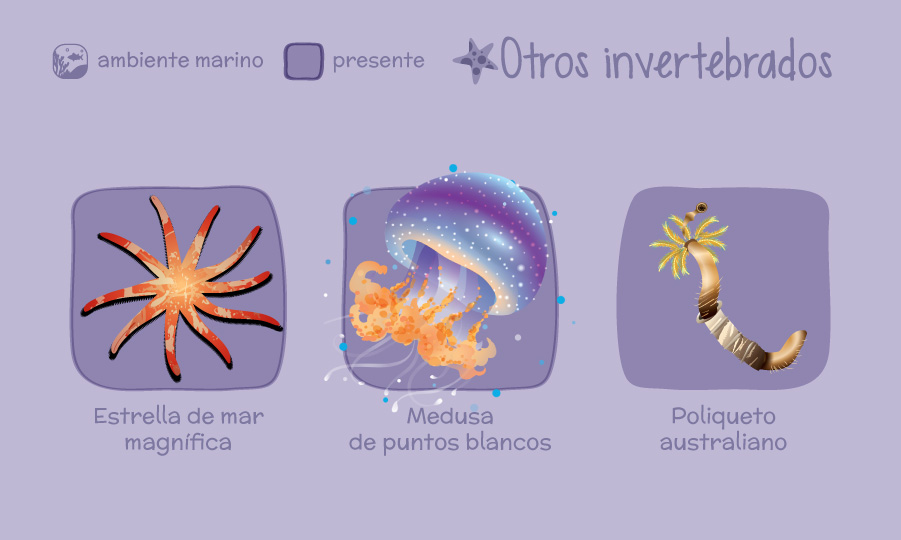 ambiente marino
presente
Otros invertebrados
Estrella de mar
magnífica
Medusa
de puntos blancos
Poliqueto
australiano